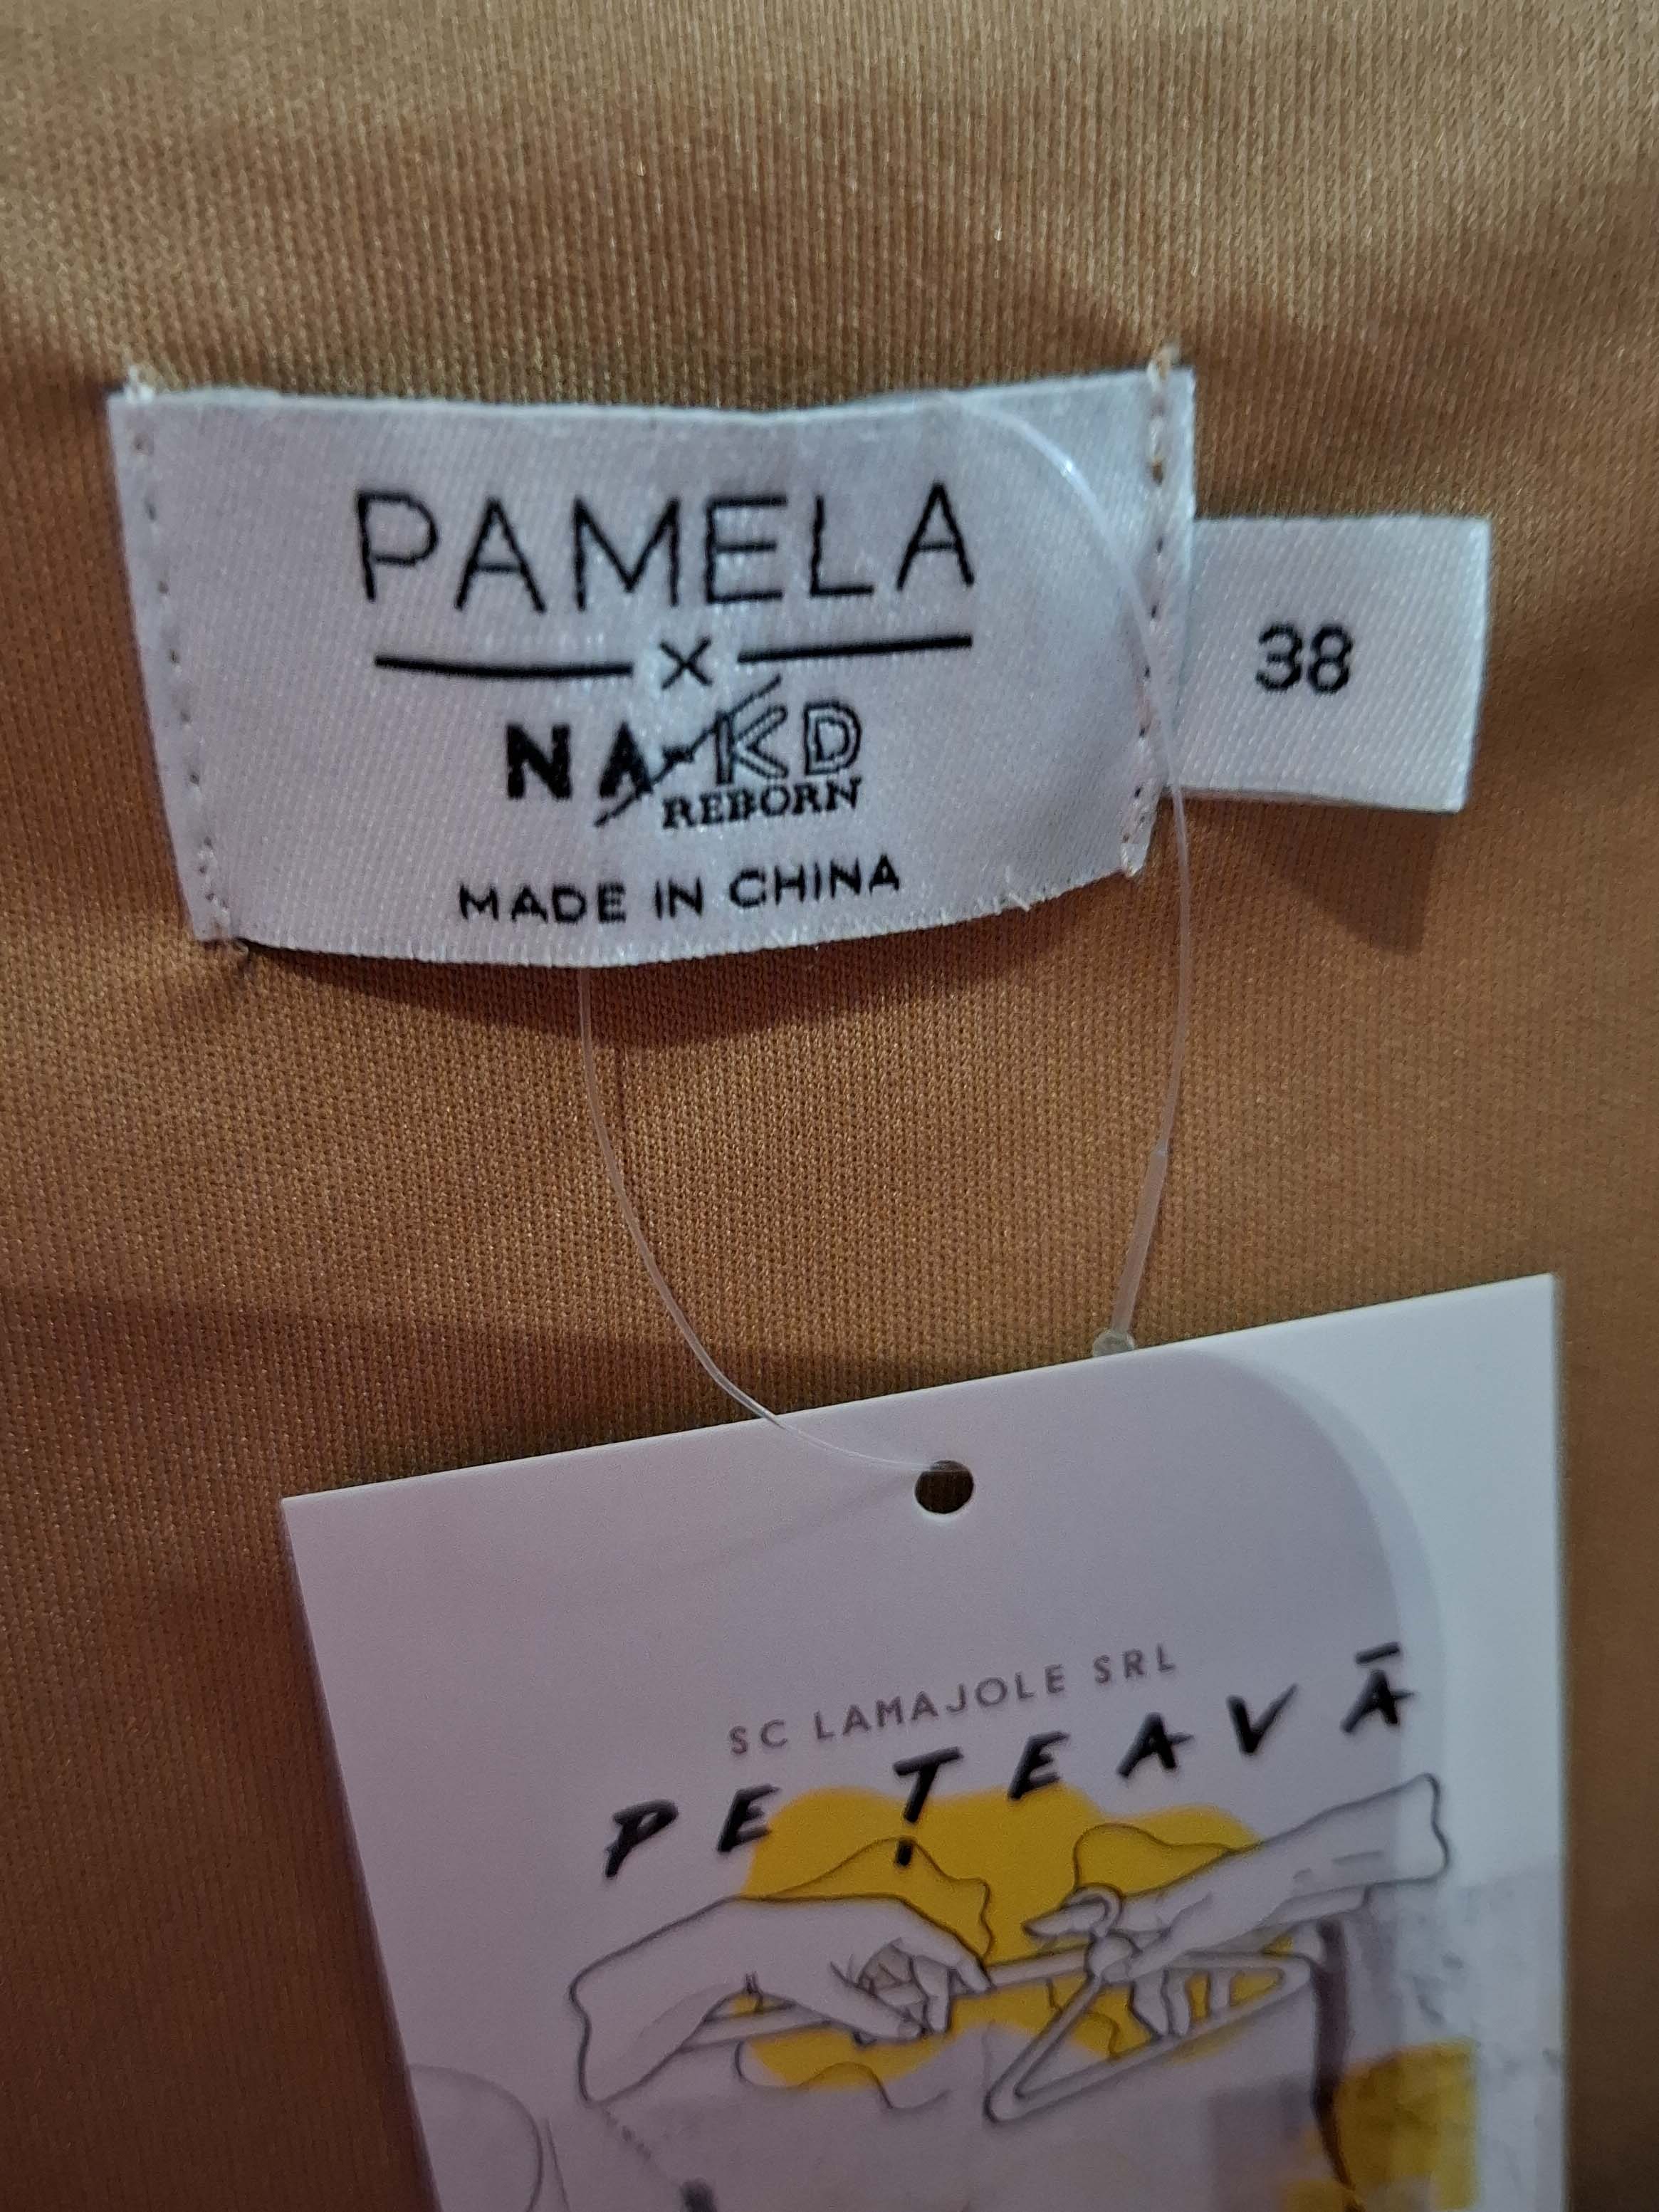 PAMELA
X
NA-KD
REBORN
MADE IN CHINA
38
SC LAMAJOLE SRL
PE TEAVĀ